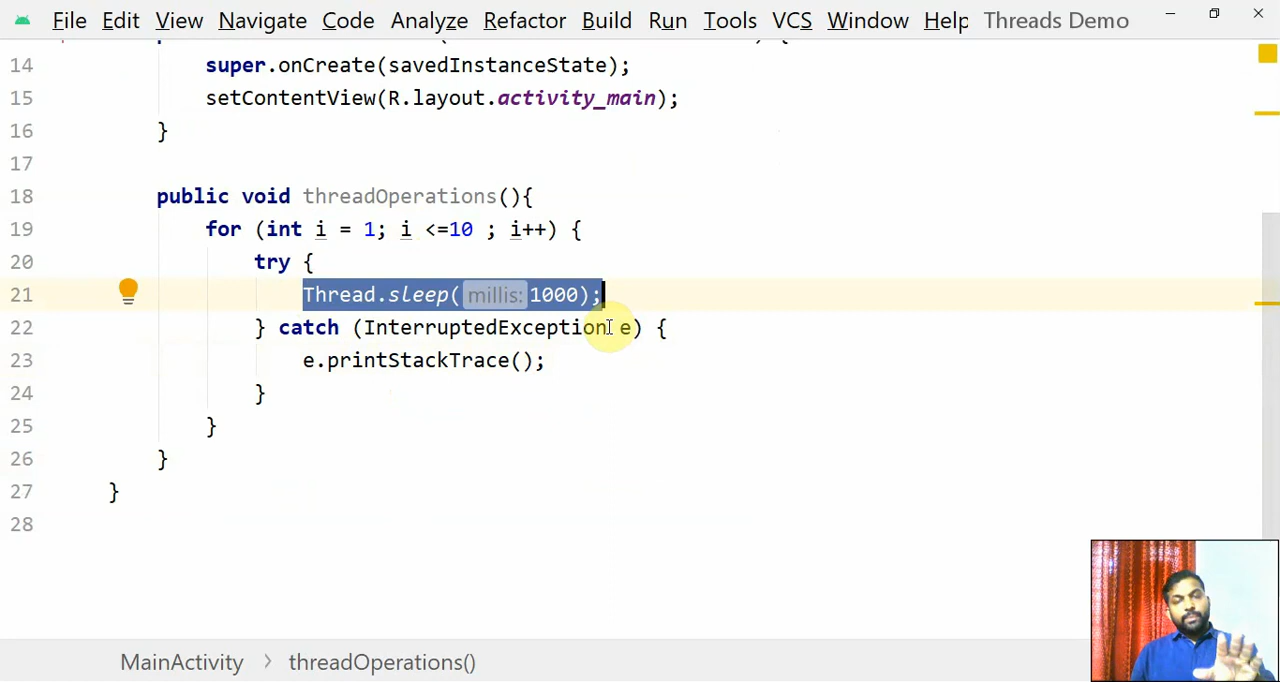 File Edit View Navigate Code Analyze Refactor Build Run Tools VCS Window Help Threads Demo
14 super.onCreate(savedInstanceState);
15 setContentView(R.layout.activity_main);
16 }
17
18 public void threadOperations(){
19 for (int i = 1; i <=10 ; i++) {
20 try {
21 Thread.sleep( millis: 1000);
22 } catch (InterruptedException e) {
23 e.printStackTrace();
24 }
25 }
26 }
27 }
28
MainActivity > threadOperations()